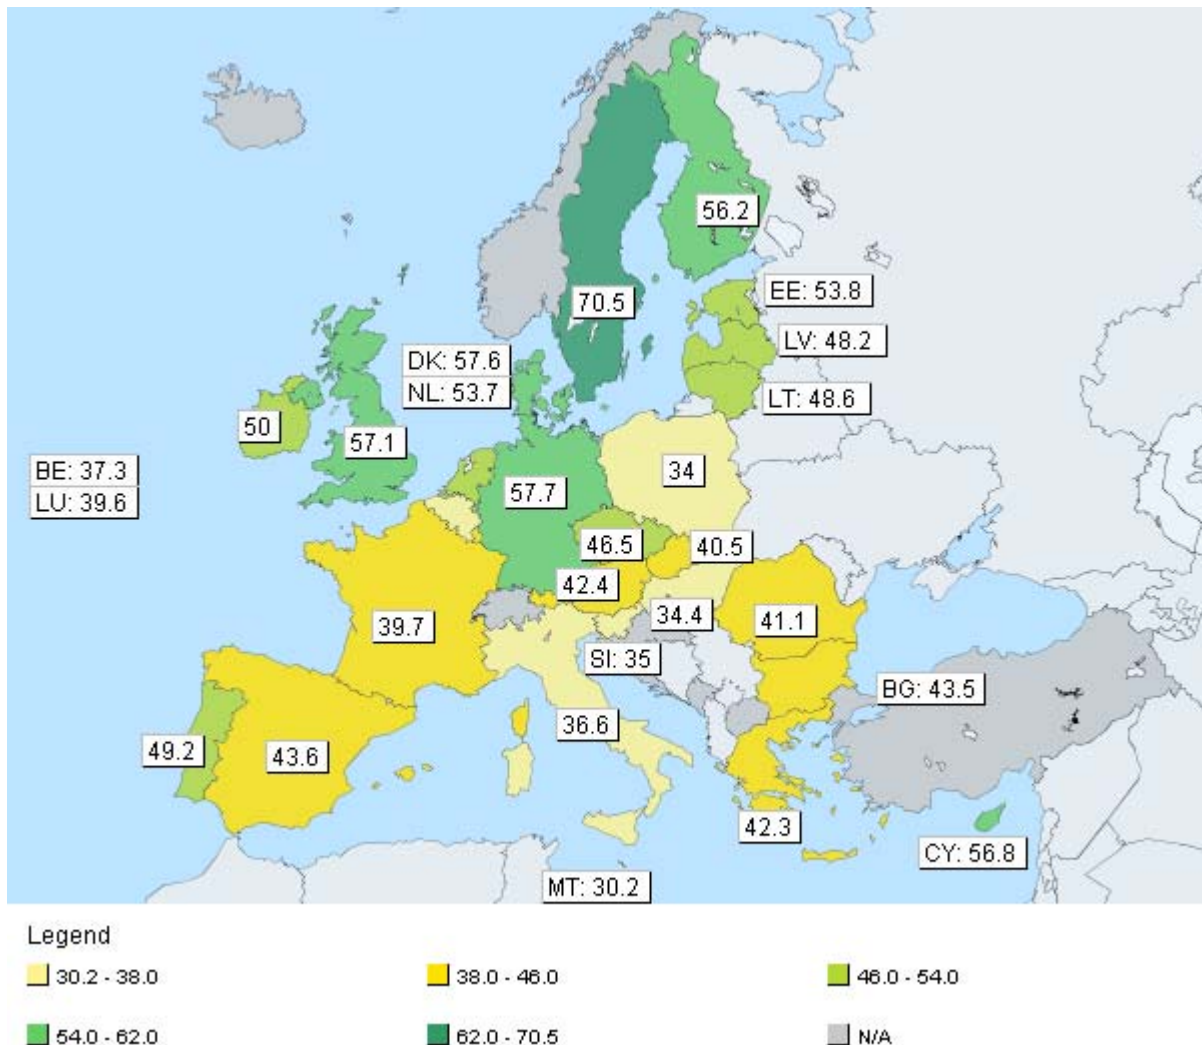 56.2
EE: 53.8
70.5
LV: 48.2
DK: 57.6
NL: 53.7
LT: 48.6
50
57.1
BE: 37.3
LU: 39.6
34
57.7
46.5
40.5
42.4
34.4
41.1
39.7
SI: 35
BG: 43.5
36.6
49.2
43.6
42.3
CY: 56.8
MT: 30.2
Legend
30.2 - 38.0
38.0 - 46.0
46.0 - 54.0
54.0 - 62.0
62.0 - 70.5
N/A